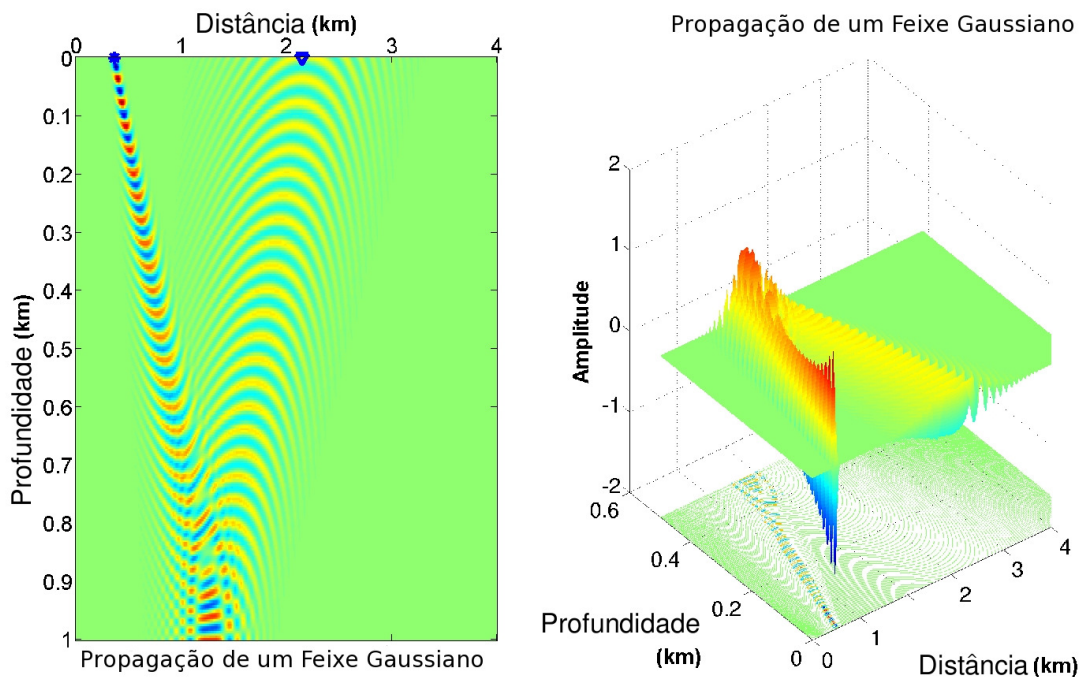 Distância (km)
0 1 2 3 4
0
0.1
0.2
0.3
0.4
0.5
0.6
0.7
0.8
0.9
1
Profundidade (km)
Propagação de um Feixe Gaussiano
Propagação de um Feixe Gaussiano
2
1
0
-1
-2
Amplitude
0.6
0.4
0.2
0
Profundidade
(km)
0
1
2
3
4
Distância (km)